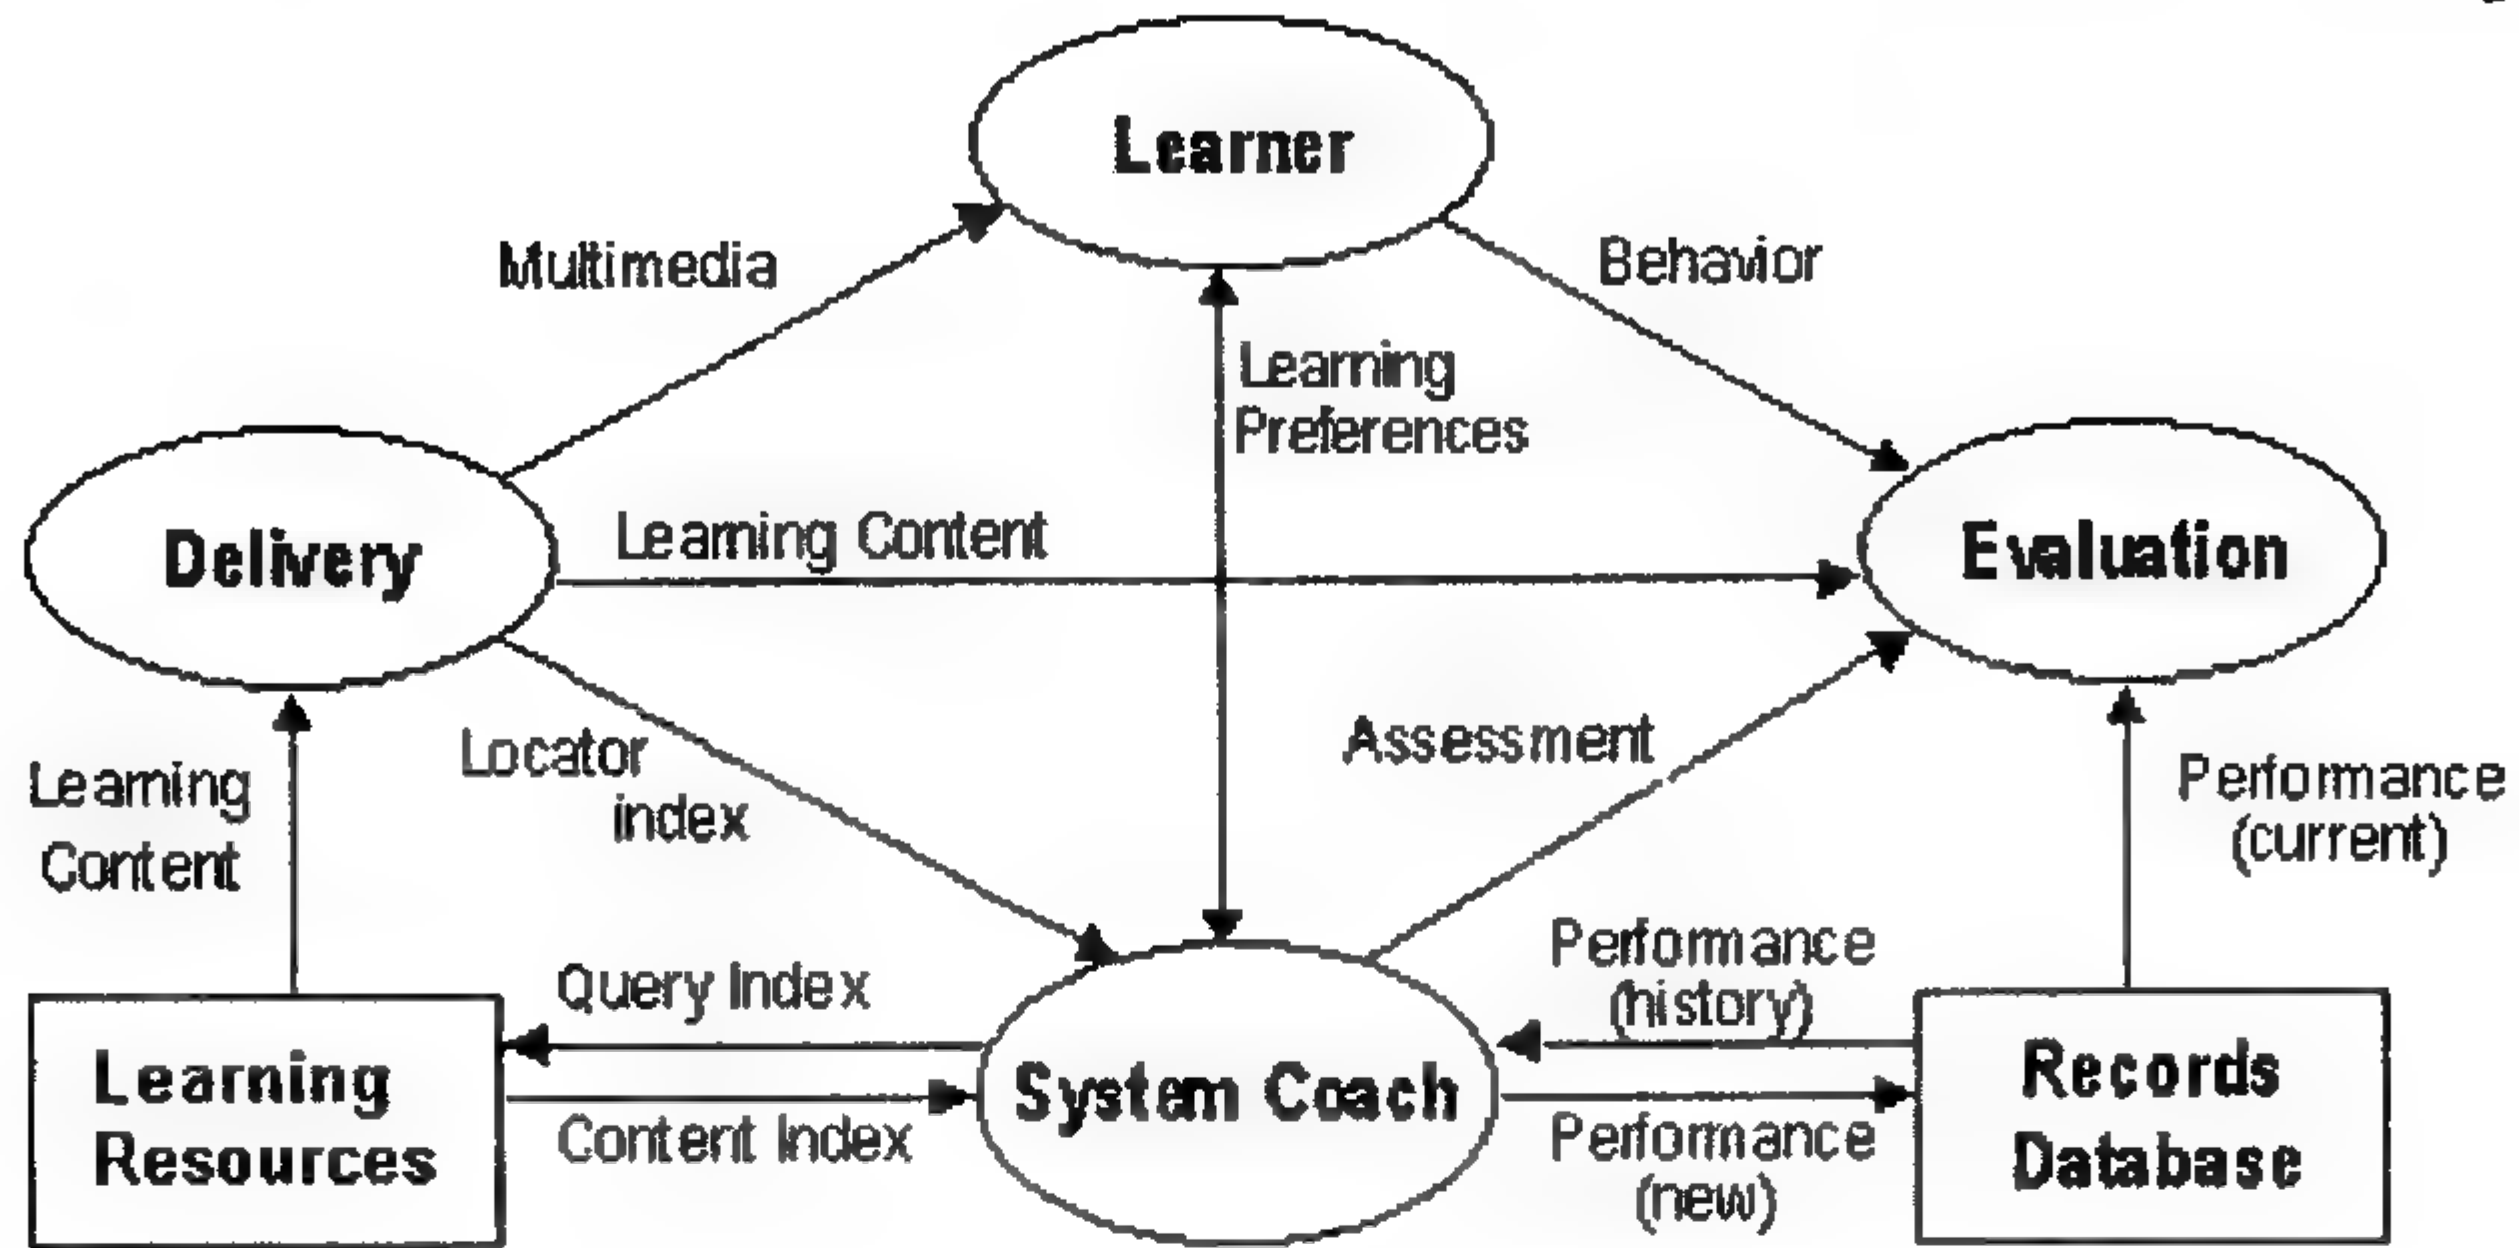 Learner
Multimedia
Behavior
Learning
Preferences
Delivery
Learning Content
Evaluation
Locator
index
Assessment
Learning
Content
Performance
(current)
Query Index
Performance
(history)
Learning
Resources
System Coach
Records
Database
Content Index
Performance
(new)